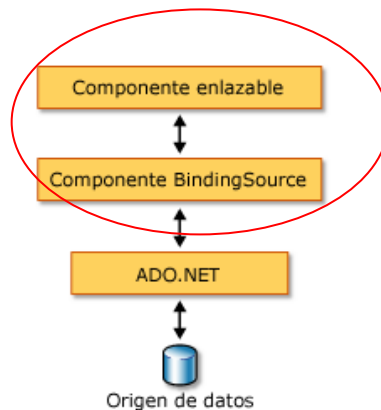 Componente enlazable
Componente BindingSource
ADO.NET
Origen de datos